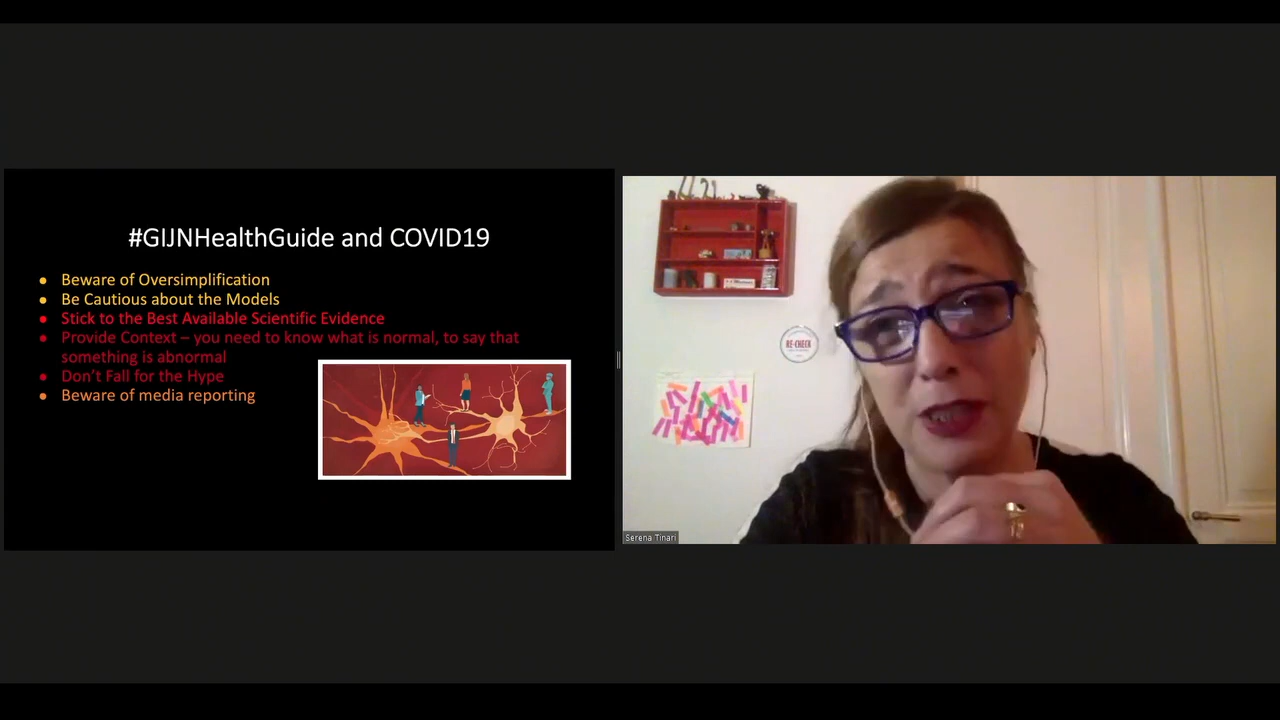 #GIJNHealthGuide and COVID19
Beware of Oversimplification
Be Cautious about the Models
Stick to the Best Available Scientific Evidence
Provide Context – you need to know what is normal, to say that
something is abnormal
Don’t Fall for the Hype
Beware of media reporting
RE-CHECK
Serena Tinari